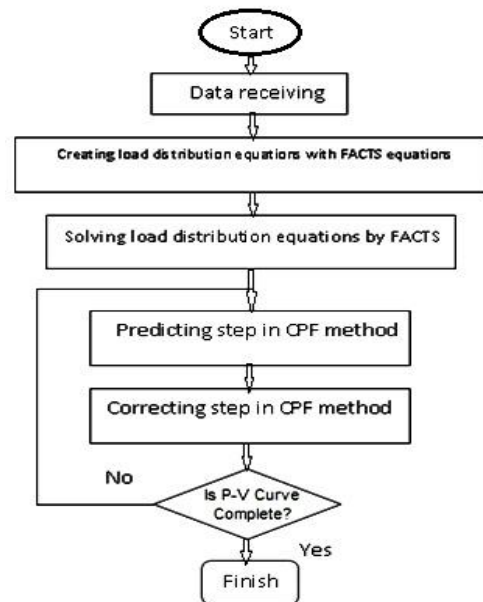 Start
Data receiving
Creating load distribution equations with FACTS equations
Solving load distribution equations by FACTS
Predicting step in CPF method
Correcting step in CPF method
No
Is P-V Curve
Complete?
Yes
Finish